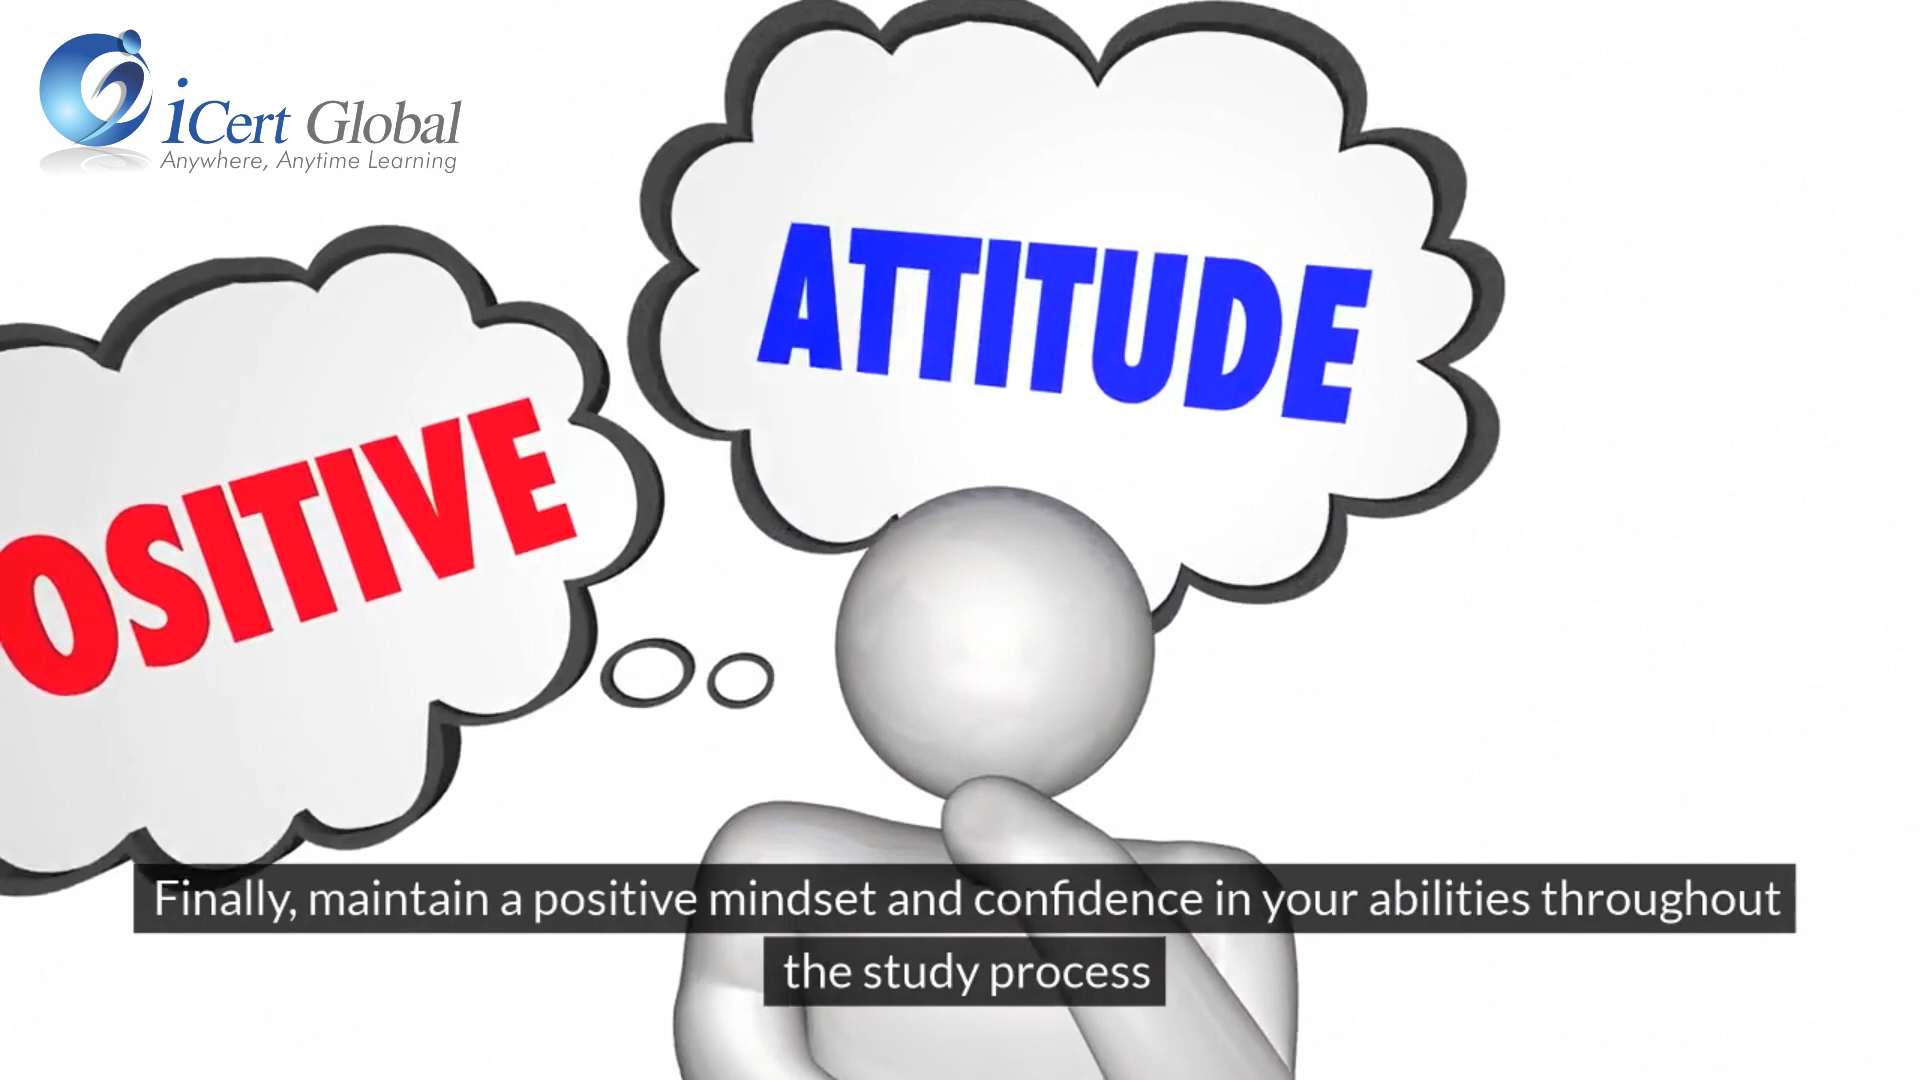 iCert Global
Anywhere, Anytime Learning
ATTITUDE
OSITIVE
Finally, maintain a positive mindset and confidence in your abilities throughout
the study process